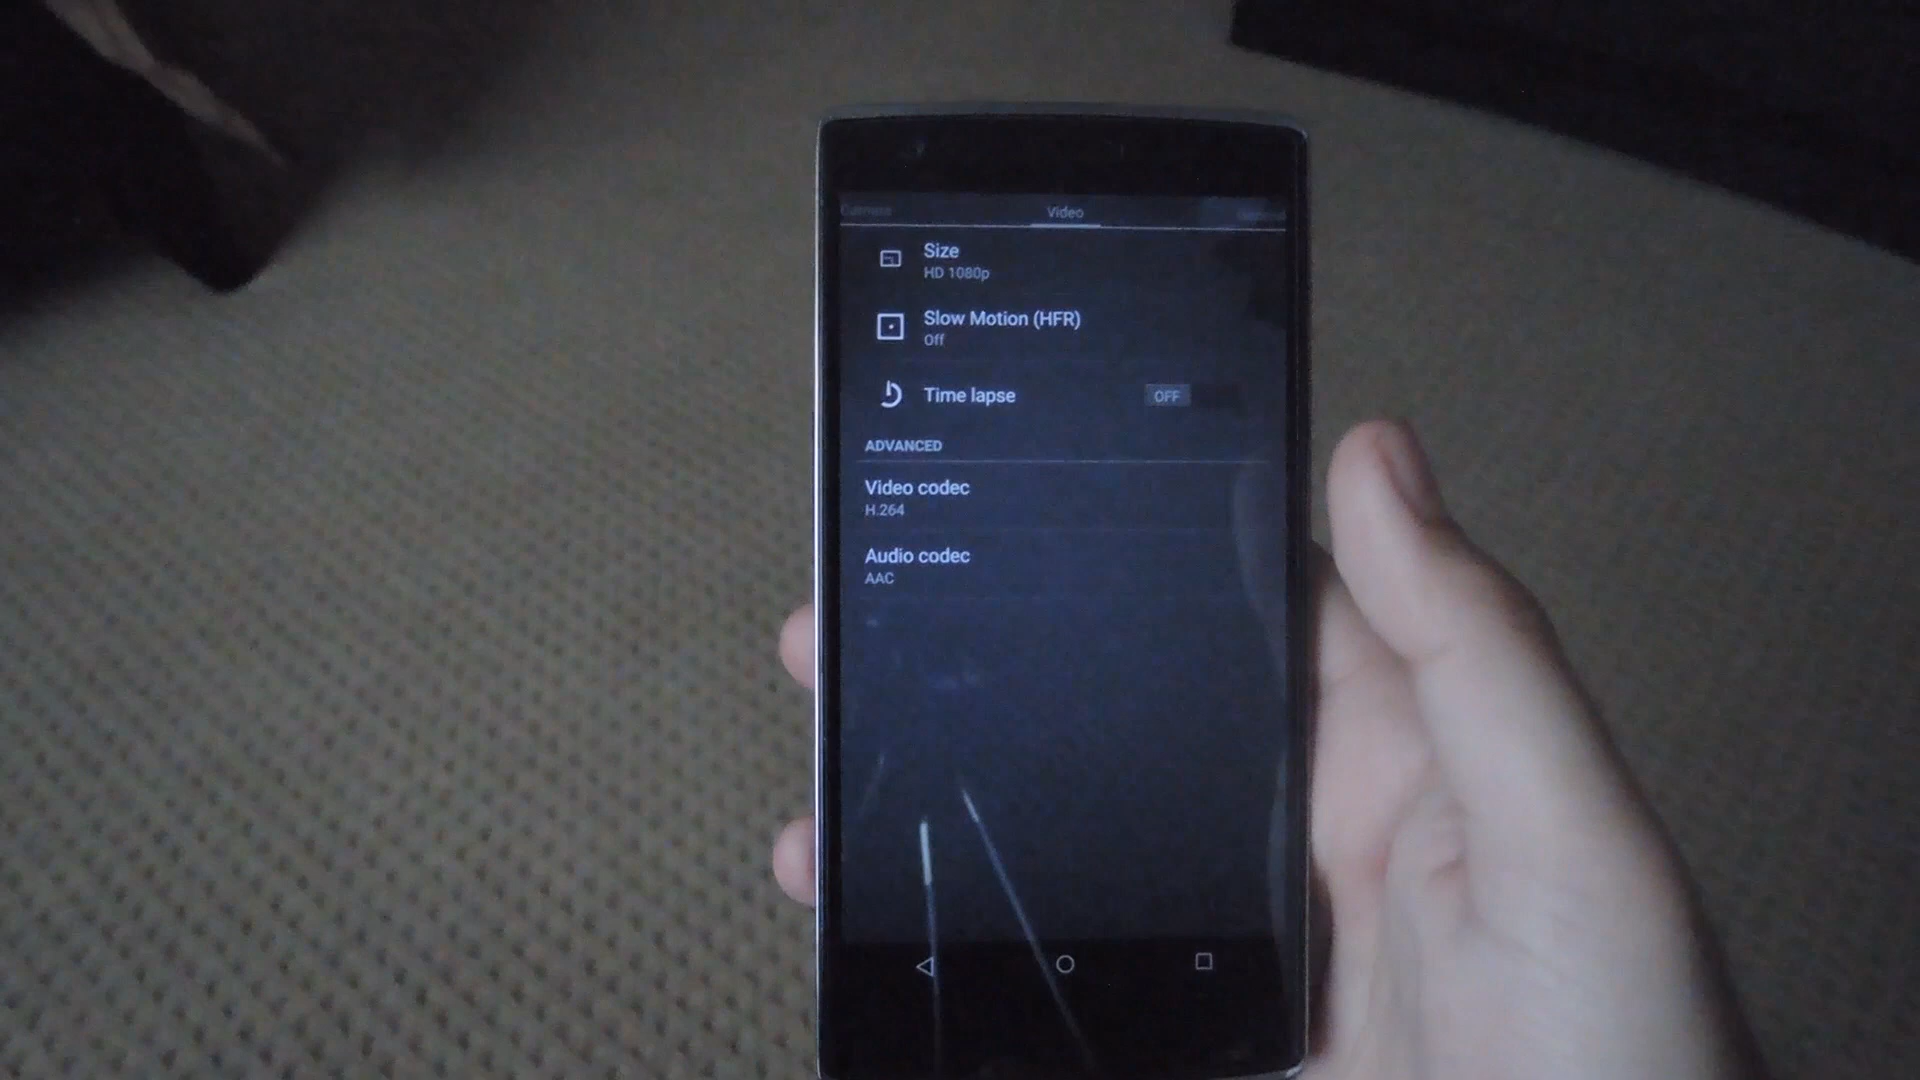 Video
Size
HD 1080p
Slow Motion (HFR)
Off
Time lapse
OFF
ADVANCED
Video codec
H.264
Audio codec
AAC